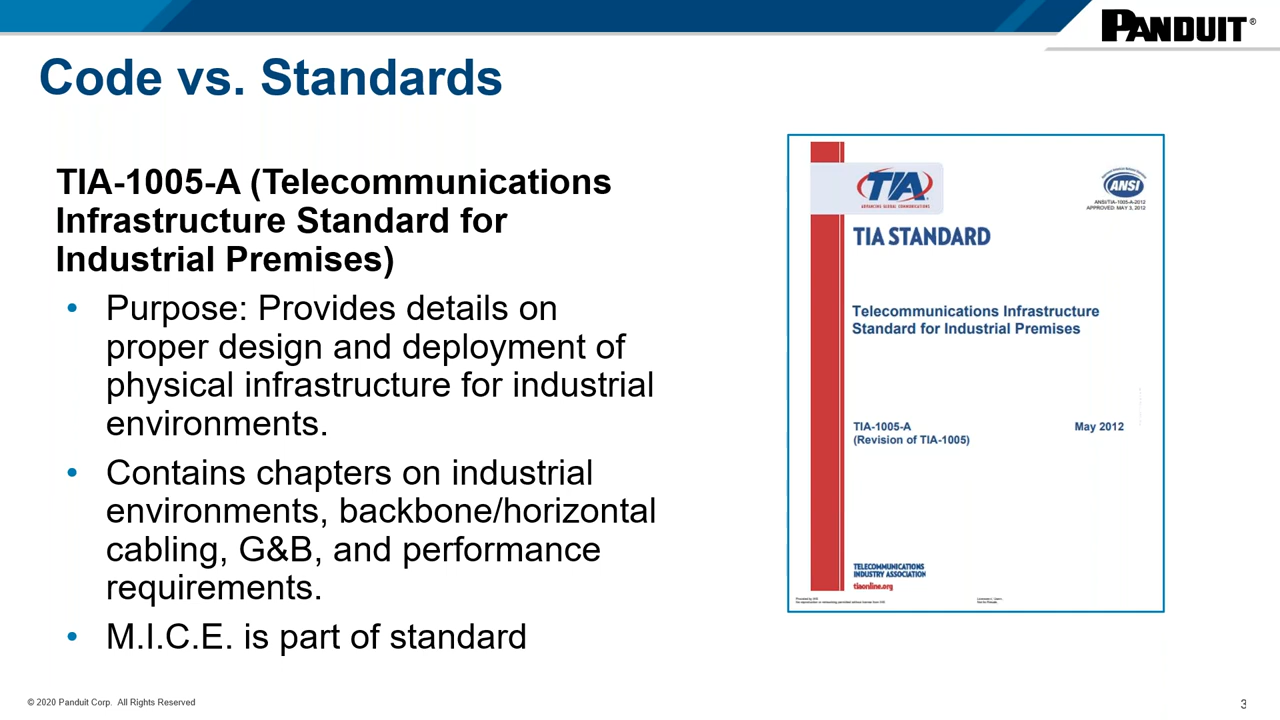 PANDUIT®
Code vs. Standards
TIA-1005-A (Telecommunications
Infrastructure Standard for
Industrial Premises)
• Purpose: Provides details on
proper design and deployment of
physical infrastructure for industrial
environments.
• Contains chapters on industrial
environments, backbone/horizontal
cabling, G&B, and performance
requirements.
• M.I.C.E. is part of standard
TIA
ADVANCING GLOBAL COMMUNICATIONS
ANSI
ANSI/TIA-1005-A-2012
APPROVED: MAY 3, 2012
TIA STANDARD
Telecommunications Infrastructure
Standard for Industrial Premises
TIA-1005-A May 2012
(Revision of TIA-1005)
TELECOMMUNICATIONS
INDUSTRY ASSOCIATION
tiaonline.org
© 2020 Panduit Corp. All Rights Reserved
3